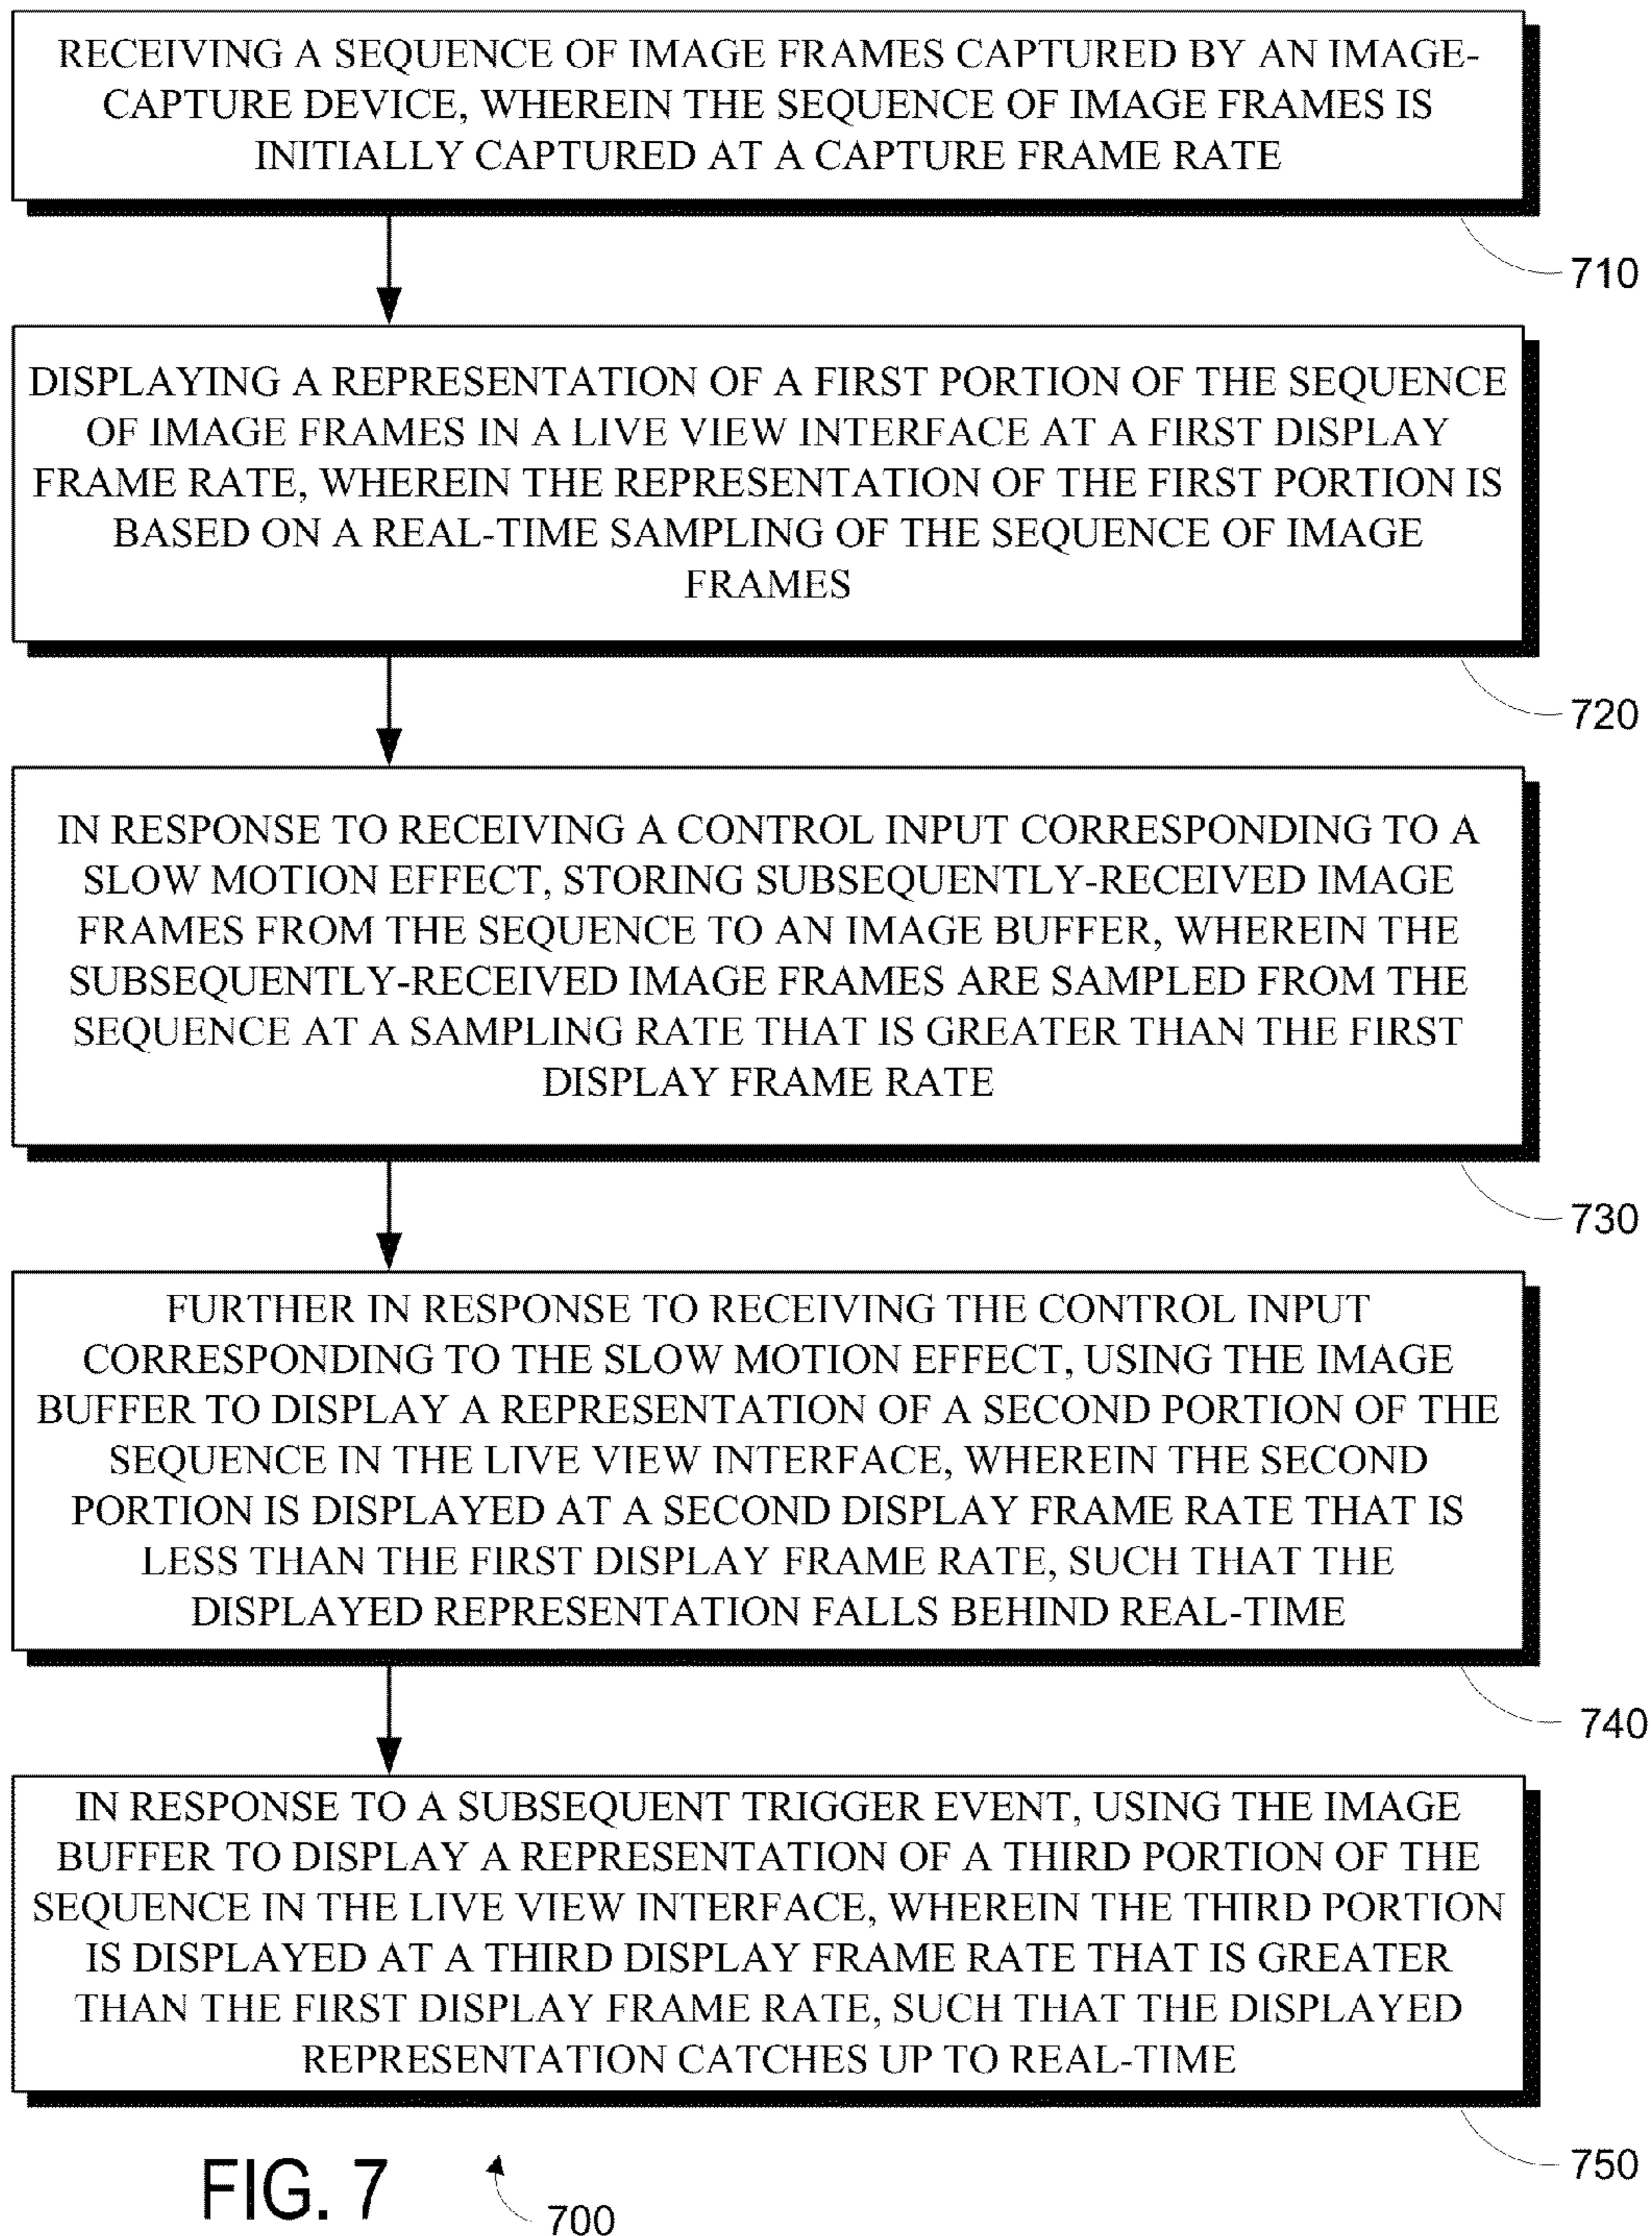 RECEIVING A SEQUENCE OF IMAGE FRAMES CAPTURED BY AN IMAGE-
CAPTURE DEVICE, WHEREIN THE SEQUENCE OF IMAGE FRAMES IS
INITIALLY CAPTURED AT A CAPTURE FRAME RATE
710
DISPLAYING A REPRESENTATION OF A FIRST PORTION OF THE SEQUENCE
OF IMAGE FRAMES IN A LIVE VIEW INTERFACE AT A FIRST DISPLAY
FRAME RATE, WHEREIN THE REPRESENTATION OF THE FIRST PORTION IS
BASED ON A REAL-TIME SAMPLING OF THE SEQUENCE OF IMAGE
FRAMES
720
IN RESPONSE TO RECEIVING A CONTROL INPUT CORRESPONDING TO A
SLOW MOTION EFFECT, STORING SUBSEQUENTLY-RECEIVED IMAGE
FRAMES FROM THE SEQUENCE TO AN IMAGE BUFFER, WHEREIN THE
SUBSEQUENTLY-RECEIVED IMAGE FRAMES ARE SAMPLED FROM THE
SEQUENCE AT A SAMPLING RATE THAT IS GREATER THAN THE FIRST
DISPLAY FRAME RATE
730
FURTHER IN RESPONSE TO RECEIVING THE CONTROL INPUT
CORRESPONDING TO THE SLOW MOTION EFFECT, USING THE IMAGE
BUFFER TO DISPLAY A REPRESENTATION OF A SECOND PORTION OF THE
SEQUENCE IN THE LIVE VIEW INTERFACE, WHEREIN THE SECOND
PORTION IS DISPLAYED AT A SECOND DISPLAY FRAME RATE THAT IS
LESS THAN THE FIRST DISPLAY FRAME RATE, SUCH THAT THE
DISPLAYED REPRESENTATION FALLS BEHIND REAL-TIME
740
IN RESPONSE TO A SUBSEQUENT TRIGGER EVENT, USING THE IMAGE
BUFFER TO DISPLAY A REPRESENTATION OF A THIRD PORTION OF THE
SEQUENCE IN THE LIVE VIEW INTERFACE, WHEREIN THE THIRD PORTION
IS DISPLAYED AT A THIRD DISPLAY FRAME RATE THAT IS GREATER
THAN THE FIRST DISPLAY FRAME RATE, SUCH THAT THE DISPLAYED
REPRESENTATION CATCHES UP TO REAL-TIME
750
FIG. 7
700